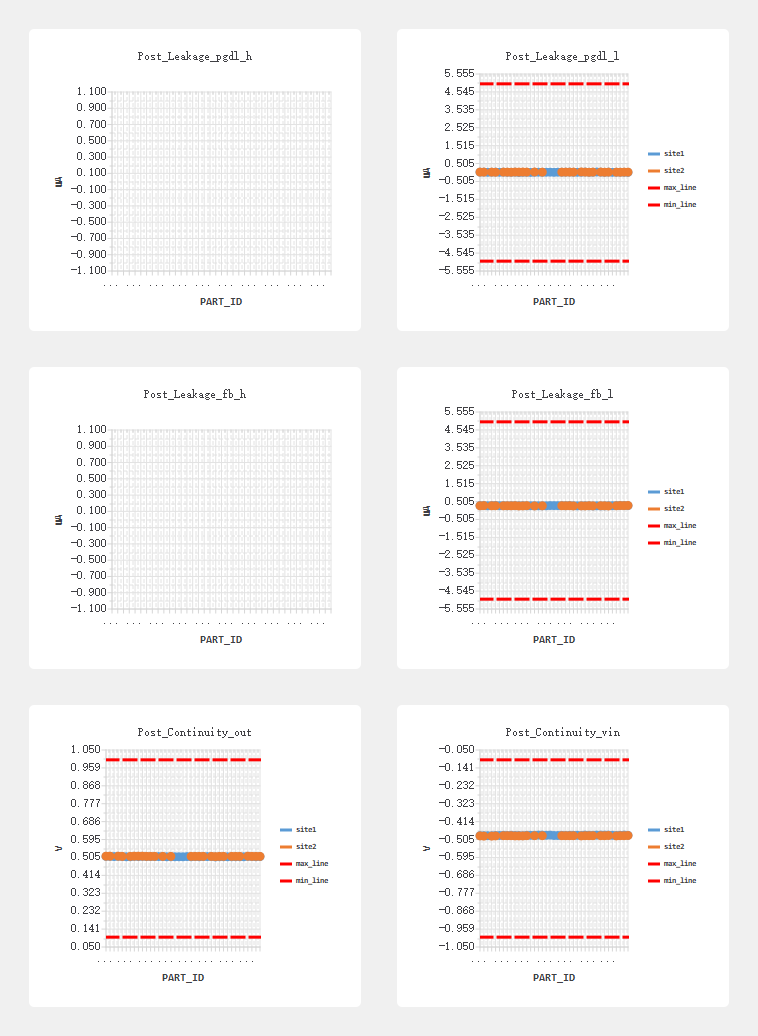 Post_Leakage_pgdl_h
1.100
0.900
0.700
0.500
0.300
0.100
-0.100
-0.300
-0.500
-0.700
-0.900
-1.100
uA
... ... ... ... ... ... ... ... ... ...
PART_ID
Post_Leakage_pgdl_l
5.555
4.545
3.535
2.525
1.515
0.505
-0.505
-1.515
-2.525
-3.535
-4.545
-5.555
uA
... ... ... ... ... ... ...
PART_ID
site1
site2
max_line
min_line
Post_Leakage_fb_h
1.100
0.900
0.700
0.500
0.300
0.100
-0.100
-0.300
-0.500
-0.700
-0.900
-1.100
uA
... ... ... ... ... ... ... ... ... ...
PART_ID
Post_Leakage_fb_l
5.555
4.545
3.535
2.525
1.515
0.505
-0.505
-1.515
-2.525
-3.535
-4.545
-5.555
uA
... ... ... ... ... ... ...
PART_ID
site1
site2
max_line
min_line
Post_Continuity_out
1.050
0.959
0.868
0.777
0.686
0.595
0.505
0.414
0.323
0.232
0.141
0.050
... ... ... ... ... ... ... ...
PART_ID
site1
site2
max_line
min_line
Post_Continuity_vin
-0.050
-0.141
-0.232
-0.323
-0.414
-0.505
-0.595
-0.686
-0.777
-0.868
-0.959
-1.050
... ... ... ... ... ... ...
PART_ID
site1
site2
max_line
min_line